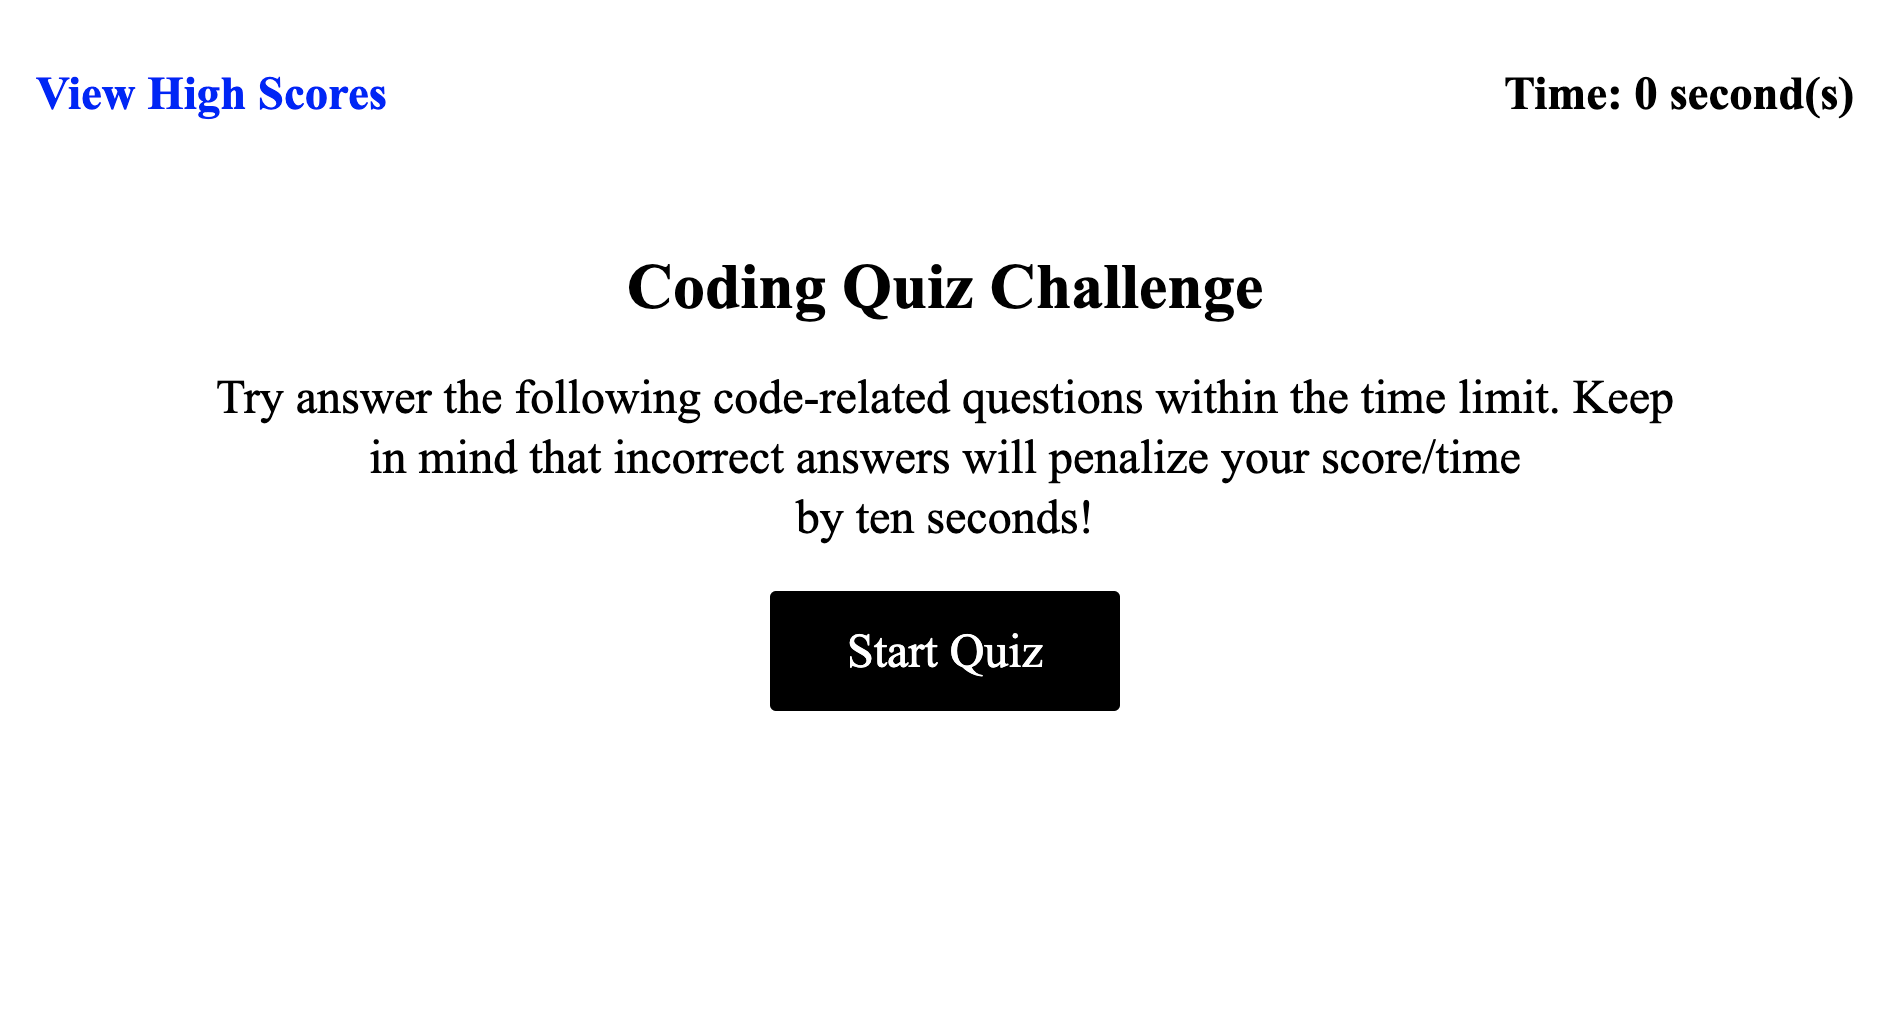 View High Scores
Time: 0 second(s)
Coding Quiz Challenge
Try answer the following code-related questions within the time limit. Keep
in mind that incorrect answers will penalize your score/time
by ten seconds!
Start Quiz